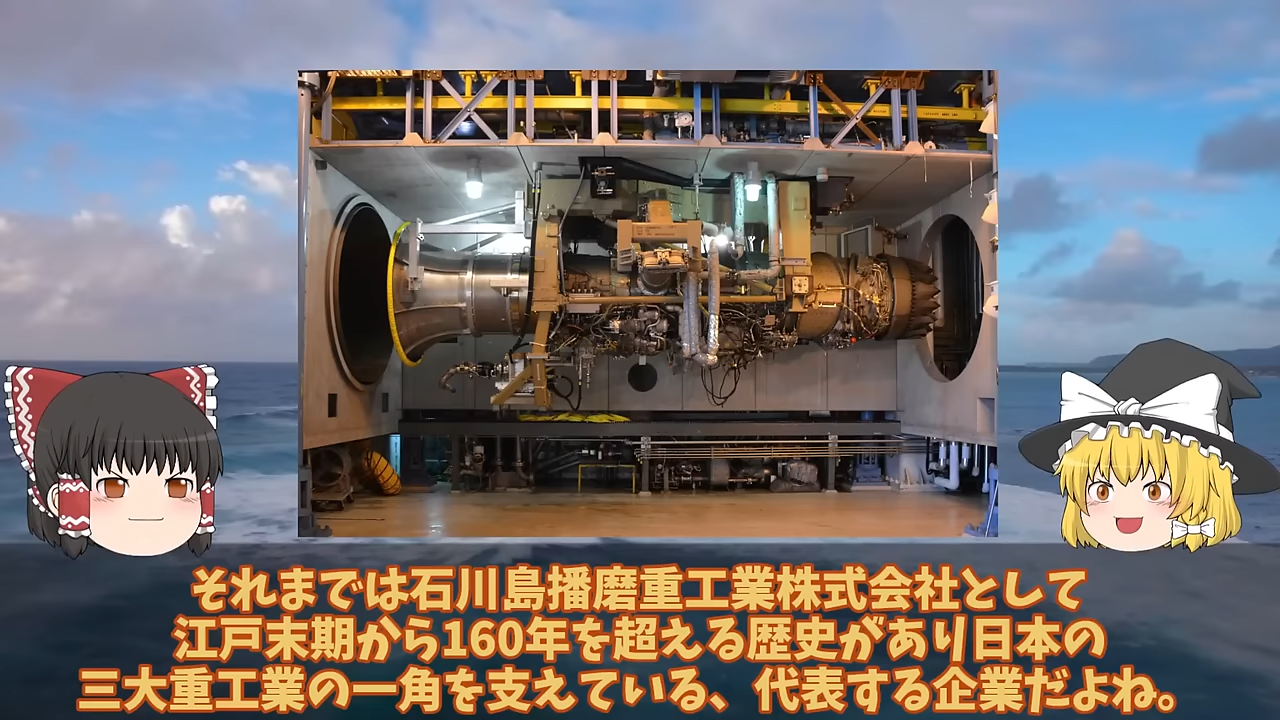 それまでは石川島播磨重工業株式会社として
江戸末期から160年を超える歴史があり日本の
三大重工業の一角を支えている、代表する企業だよね。